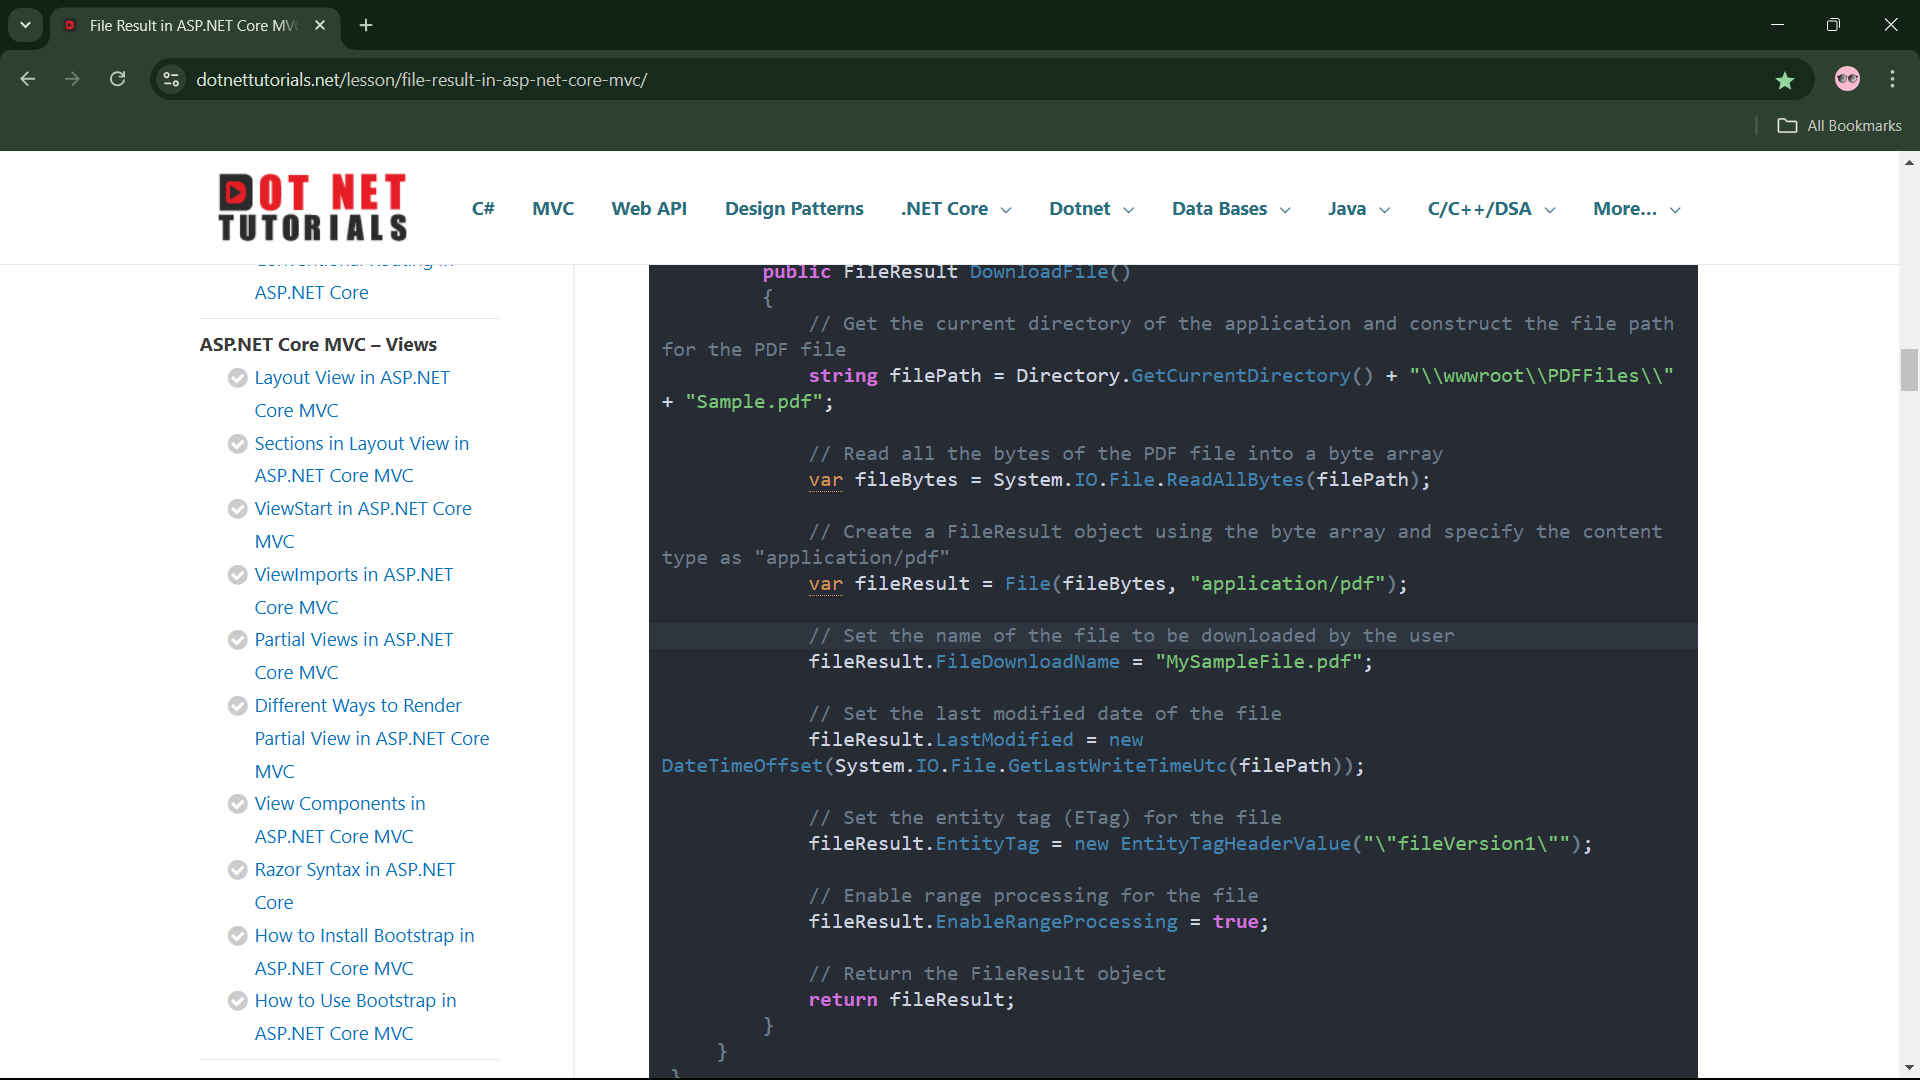 File Result in ASP.NET Core MV
dotnettutorials.net/lesson/file-result-in-asp-net-core-mvc/
All Bookmarks
DOT NET
TUTORIALS
C# MVC Web API Design Patterns .NET Core Dotnet Data Bases Java C/C++/DSA More...
Conventional Routing in
ASP.NET Core
ASP.NET Core MVC – Views
Layout View in ASP.NET
Core MVC
Sections in Layout View in
ASP.NET Core MVC
ViewStart in ASP.NET Core
MVC
ViewImports in ASP.NET
Core MVC
Partial Views in ASP.NET
Core MVC
Different Ways to Render
Partial View in ASP.NET Core
MVC
View Components in
ASP.NET Core MVC
Razor Syntax in ASP.NET
Core
How to Install Bootstrap in
ASP.NET Core MVC
How to Use Bootstrap in
ASP.NET Core MVC
public FileResult DownloadFile()
{
// Get the current directory of the application and construct the file path
for the PDF file
string filePath = Directory.GetCurrentDirectory() + "\\wwwroot\\PDFFiles\\"
+ "Sample.pdf";
// Read all the bytes of the PDF file into a byte array
var fileBytes = System.IO.File.ReadAllBytes(filePath);
// Create a FileResult object using the byte array and specify the content
type as "application/pdf"
var fileResult = File(fileBytes, "application/pdf");
// Set the name of the file to be downloaded by the user
fileResult.FileDownloadName = "MySampleFile.pdf";
// Set the last modified date of the file
fileResult.LastModified = new
DateTimeOffset(System.IO.File.GetLastWriteTimeUtc(filePath));
// Set the entity tag (ETag) for the file
fileResult.EntityTag = new EntityTagHeaderValue("\"fileVersion1\"");
// Enable range processing for the file
fileResult.EnableRangeProcessing = true;
// Return the FileResult object
return fileResult;
}
}
}